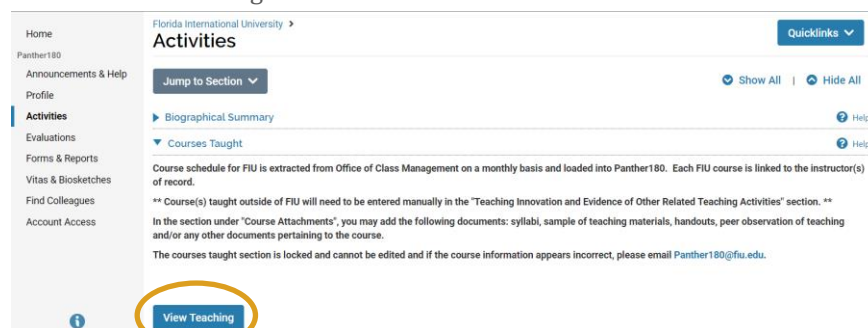 Home
Panther180
Announcements & Help
Profile
Activities
Evaluations
Forms & Reports
Vitas & Biosketches
Find Colleagues
Account Access
Florida International University >
Activities
Quicklinks
Jump to Section
Show All | Hide All
Biographical Summary
Help
Courses Taught
Help
Course schedule for FIU is extracted from Office of Class Management on a monthly basis and loaded into Panther180. Each FIU course is linked to the instructor(s)
of record.
** Course(s) taught outside of FIU will need to be entered manually in the "Teaching Innovation and Evidence of Other Related Teaching Activities" section. **
In the section under "Course Attachments", you may add the following documents: syllabi, sample of teaching materials, handouts, peer observation of teaching
and/or any other documents pertaining to the course.
The courses taught section is locked and cannot be edited and if the course information appears incorrect, please email Panther180@fiu.edu.
View Teaching